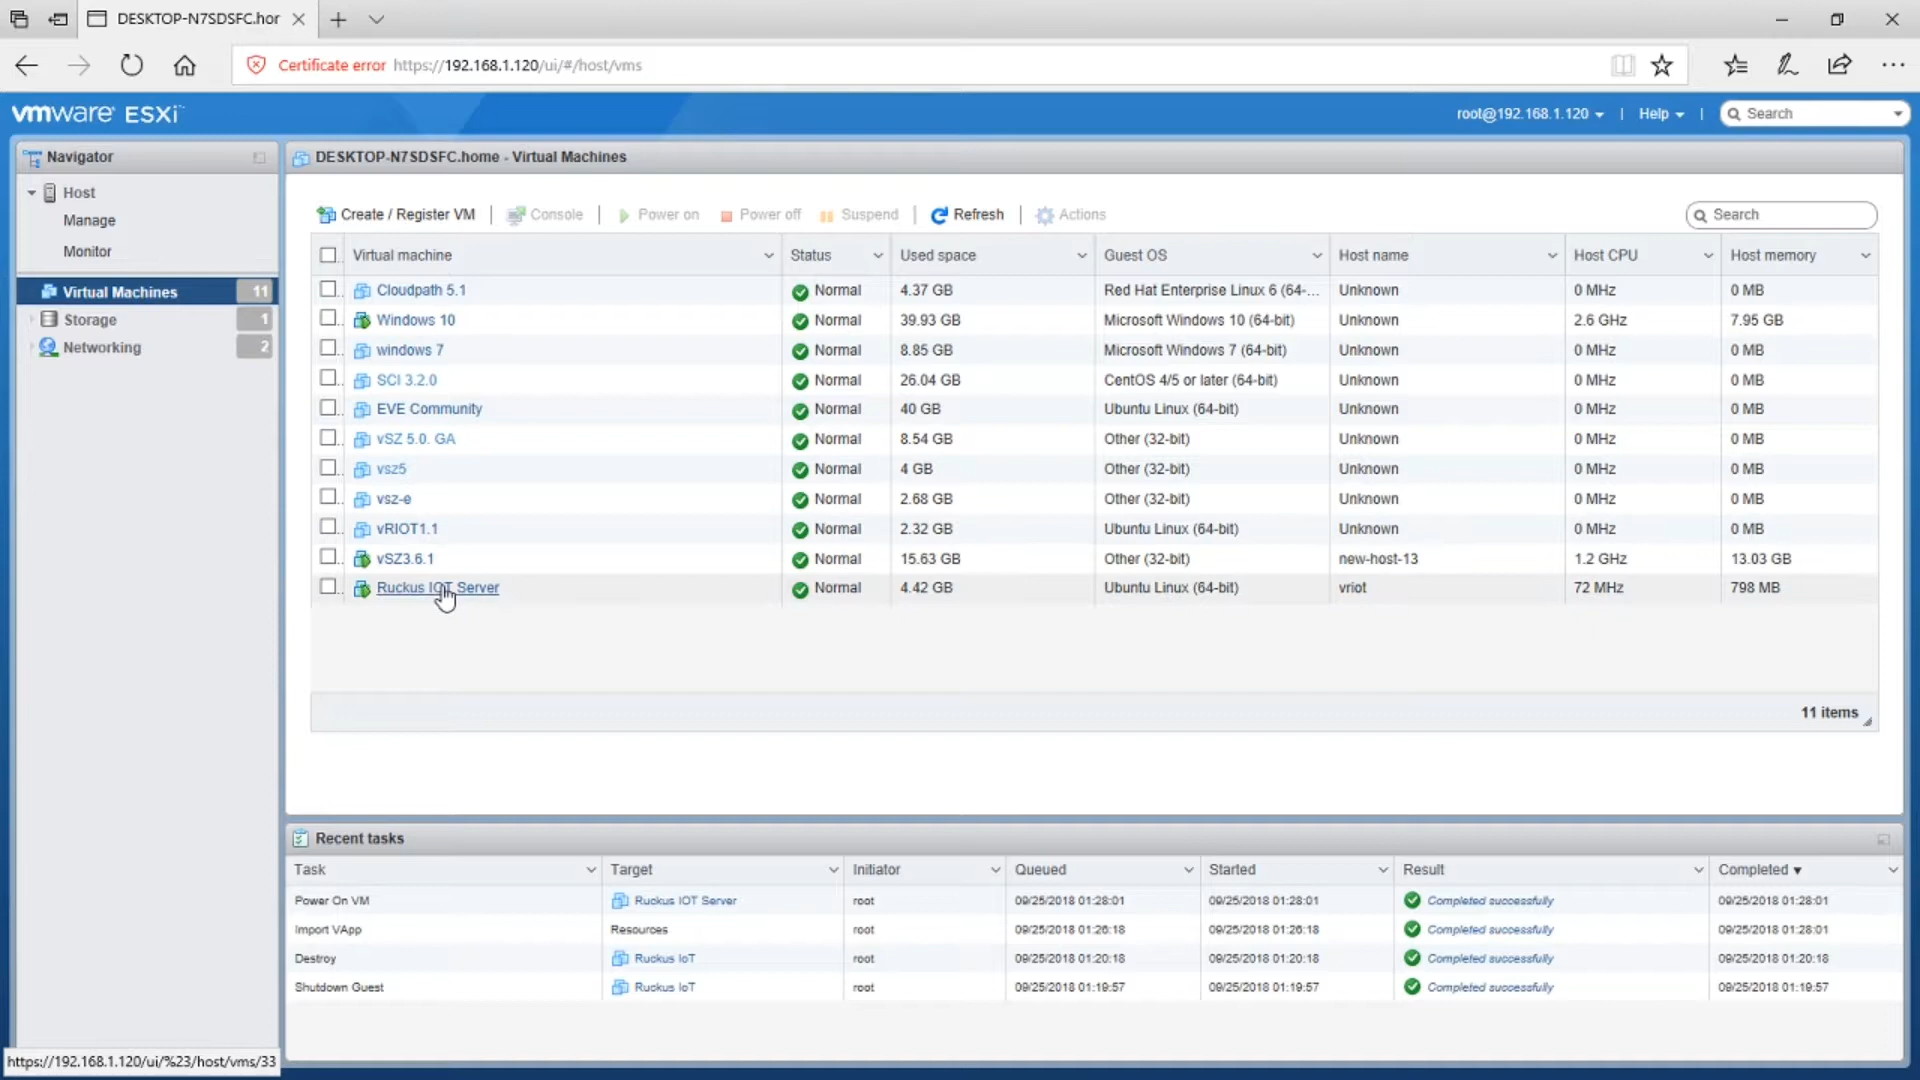 DESKTOP-N7SDSFC.hor
Certificate error https://192.168.1.120/ui/#/host/vms
vmware ESXi™
root@192.168.1.120 | Help | Search
Navigator
Host
Manage
Monitor
Virtual Machines 11
Storage 1
Networking 2
DESKTOP-N7SDSFC.home - Virtual Machines
Create / Register VM | Console | Power on Power off Suspend | Refresh | Actions Search
Virtual machine Status Used space Guest OS Host name Host CPU Host memory
Cloudpath 5.1 Normal 4.37 GB Red Hat Enterprise Linux 6 (64-... Unknown 0 MHz 0 MB
Windows 10 Normal 39.93 GB Microsoft Windows 10 (64-bit) Unknown 2.6 GHz 7.95 GB
windows 7 Normal 8.85 GB Microsoft Windows 7 (64-bit) Unknown 0 MHz 0 MB
SCI 3.2.0 Normal 26.04 GB CentOS 4/5 or later (64-bit) Unknown 0 MHz 0 MB
EVE Community Normal 40 GB Ubuntu Linux (64-bit) Unknown 0 MHz 0 MB
vSZ 5.0. GA Normal 8.54 GB Other (32-bit) Unknown 0 MHz 0 MB
vsz5 Normal 4 GB Other (32-bit) Unknown 0 MHz 0 MB
vsz-e Normal 2.68 GB Other (32-bit) Unknown 0 MHz 0 MB
vRIOT1.1 Normal 2.32 GB Ubuntu Linux (64-bit) Unknown 0 MHz 0 MB
vSZ3.6.1 Normal 15.63 GB Other (32-bit) new-host-13 1.2 GHz 13.03 GB
Ruckus IOT Server Normal 4.42 GB Ubuntu Linux (64-bit) vriot 72 MHz 798 MB
11 items
Recent tasks
Task Target Initiator Queued Started Result Completed ▼
Power On VM Ruckus IOT Server root 09/25/2018 01:28:01 09/25/2018 01:28:01 Completed successfully 09/25/2018 01:28:01
Import VApp Resources root 09/25/2018 01:26:18 09/25/2018 01:26:18 Completed successfully 09/25/2018 01:28:01
Destroy Ruckus IoT root 09/25/2018 01:20:18 09/25/2018 01:20:18 Completed successfully 09/25/2018 01:20:18
Shutdown Guest Ruckus IoT root 09/25/2018 01:19:57 09/25/2018 01:19:57 Completed successfully 09/25/2018 01:19:57
https://192.168.1.120/ui/%23/host/vms/33